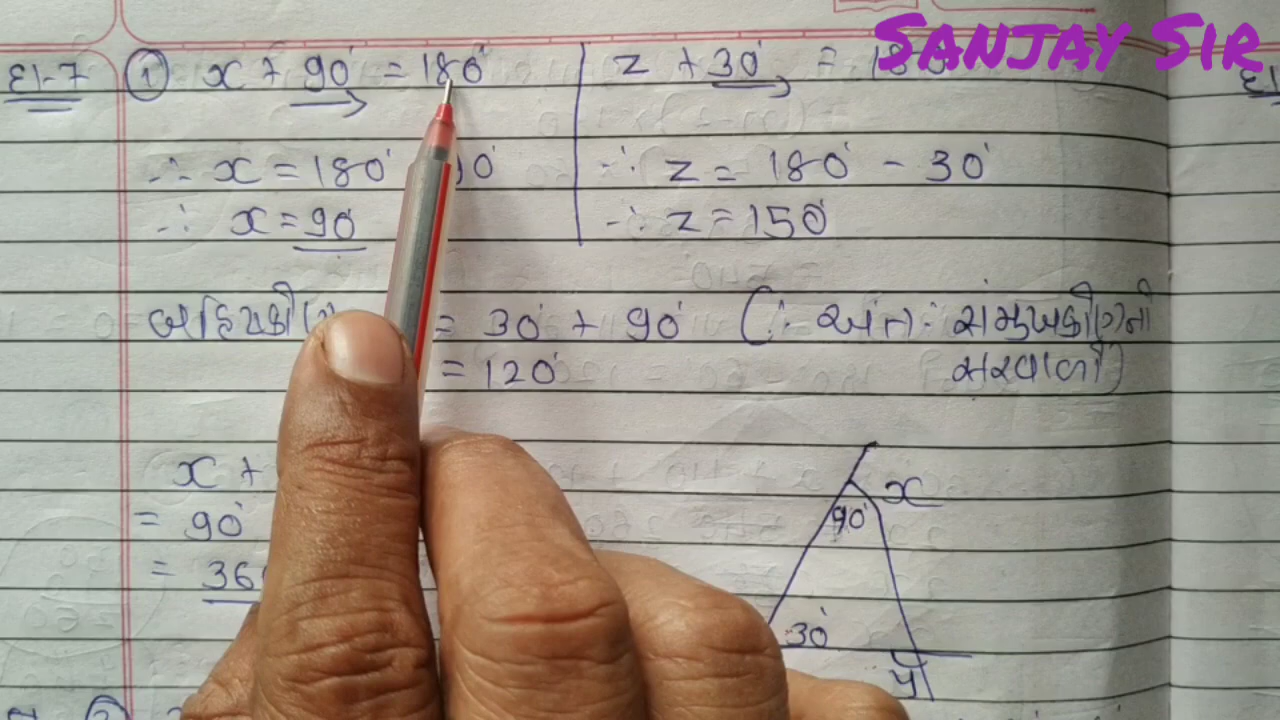 SANJAY SIR
દા-7 ① x + 90° = 180°
z + 30° = 180°
∴ x = 180° 90°
∴ z = 180° - 30°
∴ x = 90°
∴ z = 150°
= 30° + 90° (∵ અંતઃ સંમુખકોણનો
= 120° સરવાળો)
x +
= 90°
= 36
x
90°
30°
y
②